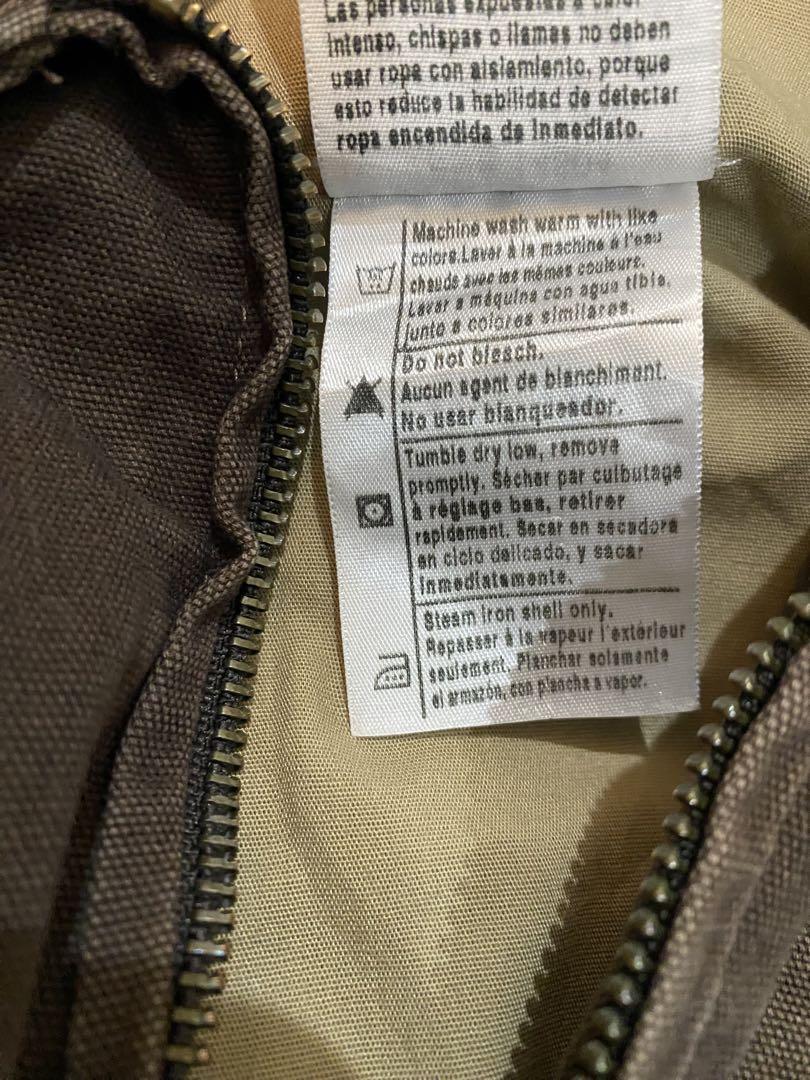 Las personas expuestas a calor
intenso, chispas o llamas no deben
usar ropa con aislamiento, porque
esto reduce la habilidad de detectar
ropa encendida de inmediato.
Machine wash warm with like
colors.Laver à la machine à l'eau
chaude avec les mêmes couleurs.
Lavar a máquina con agua tibia,
junto a colores similares.
Do not bleach.
Aucun agent de blanchimant.
No usar blanqueador.
Tumble dry low, remove
promptly. Sécher par culbutage
à réglage bas, retirer
rapidement. Secar en secadora
en ciclo delicado, y sacar
inmediatamente.
Steam iron shell only.
Repasser à la vapeur l'extérieur
seulement. Planchar solamente
el armazón, con plancha a vapor.